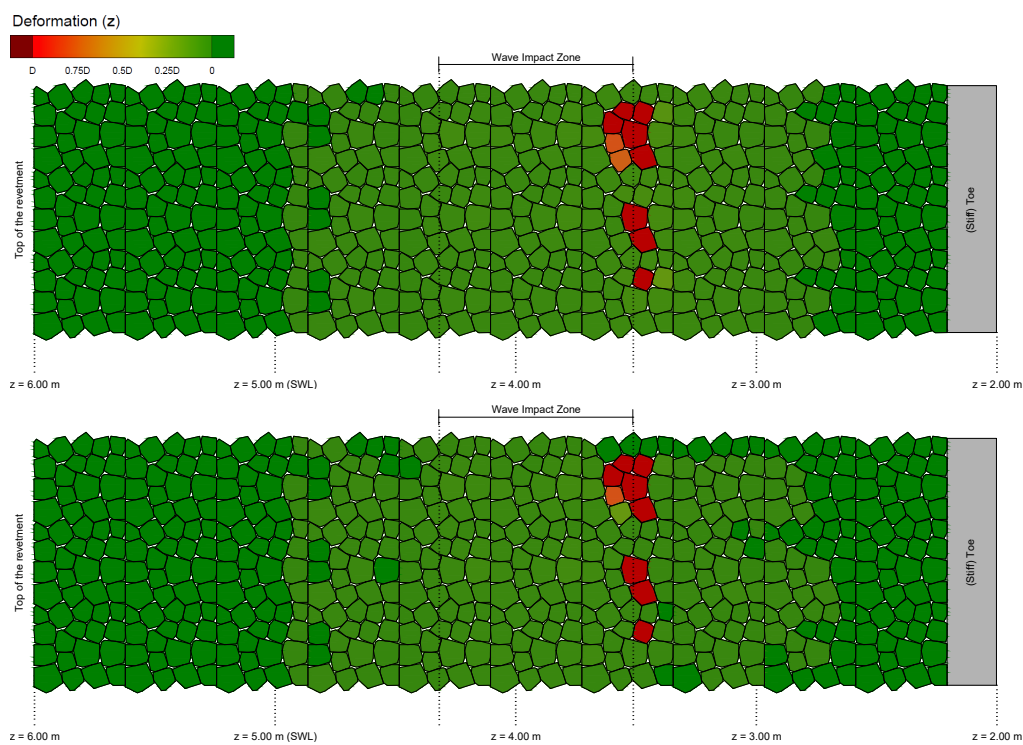 Deformation (z)
D 0.75D 0.5D 0.25D 0
Wave Impact Zone
Top of the revetment
(Stiff) Toe
z = 6.00 m z = 5.00 m (SWL) z = 4.00 m z = 3.00 m z = 2.00 m
Wave Impact Zone
Top of the revetment
(Stiff) Toe
z = 6.00 m z = 5.00 m (SWL) z = 4.00 m z = 3.00 m z = 2.00 m